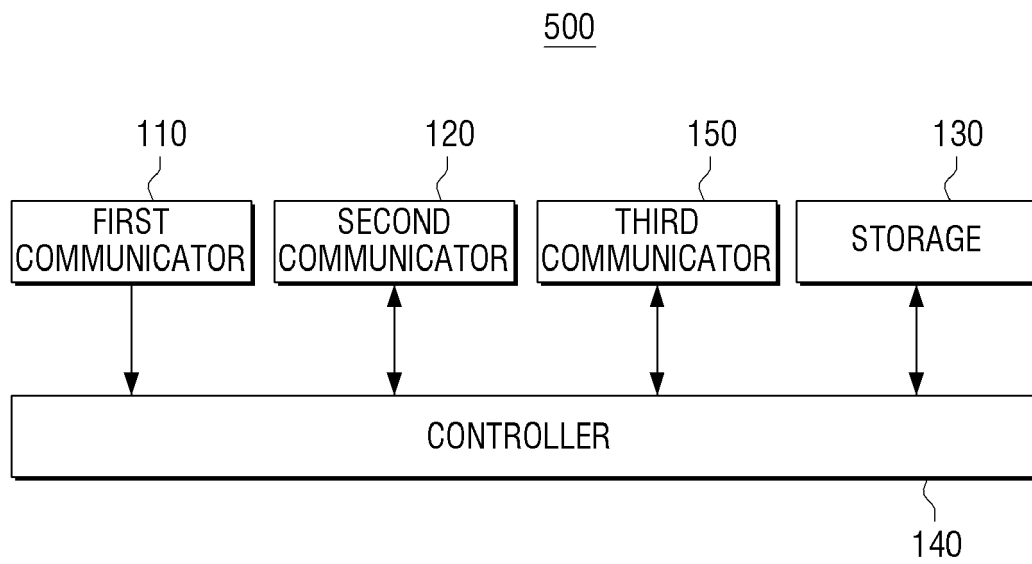 500
110
120
150
130
FIRST
COMMUNICATOR
SECOND
COMMUNICATOR
THIRD
COMMUNICATOR
STORAGE
CONTROLLER
140